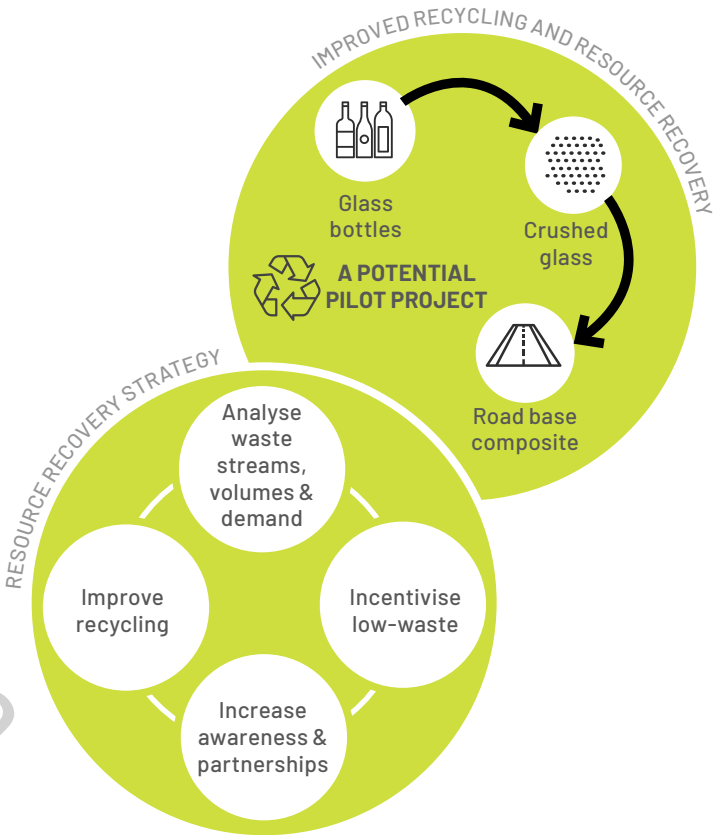 IMPROVED RECYCLING AND RESOURCE RECOVERY
Glass
bottles
Crushed
glass
A POTENTIAL
PILOT PROJECT
Road base
composite
RESOURCE RECOVERY STRATEGY
Analyse
waste
streams,
volumes &
demand
Improve
recycling
Incentivise
low-waste
Increase
awareness &
partnerships